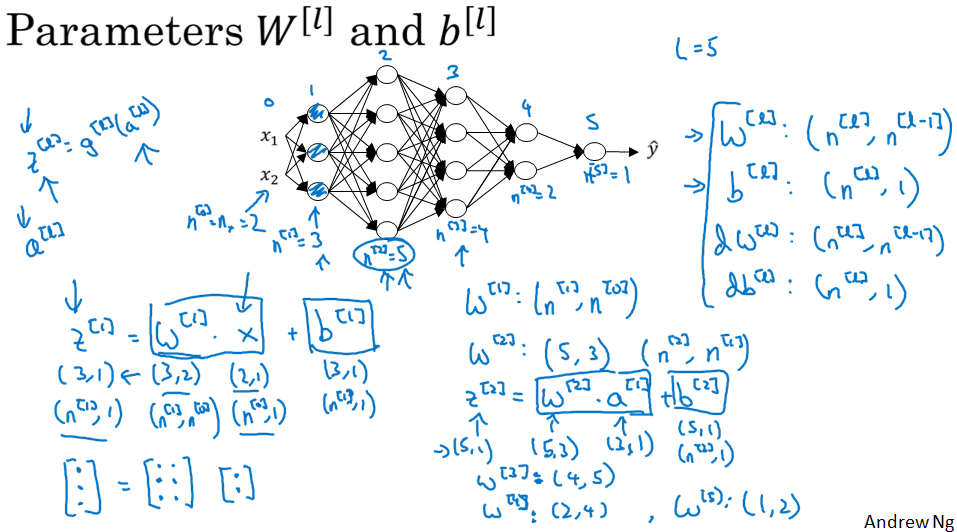 Parameters W^[l] and b^[l]
L=5
0 1 2 3 4 5
x₁
x₂
ŷ
z^[l] = g^[l](a^[l])
a^[l]
n^[0] = nₓ = 2
n^[1] = 3
n^[2] = 5
n^[3] = 4
n^[4] = 2
n^[5] = 1
→ W^[l] : (n^[l], n^[l-1])
→ b^[l] : (n^[l], 1)
dW^[l] : (n^[l], n^[l-1])
db^[l] : (n^[l], 1)
z^[1] = W^[1] · x + b^[1]
(3,1) ← (3,2) (2,1) (3,1)
(n^[1], 1) (n^[1], n^[0]) (n^[0], 1) (n^[1], 1)
W^[1] : (n^[1], n^[0])
W^[2] : (5,3) (n^[2], n^[1])
z^[2] = W^[2] · a^[1] + b^[2]
→ (5,1) (5,3) (3,1) (5,1)
(n^[2], 1)
W^[3] : (4,5)
W^[4] : (2,4) , W^[5] : (1,2)
Andrew Ng